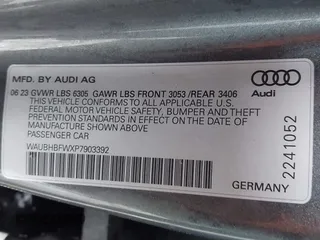 MFD. BY AUDI AG
06 23 GVWR LBS 6305 GAWR LBS FRONT 3053 /REAR 3406
THIS VEHICLE CONFORMS TO ALL APPLICABLE
U.S. FEDERAL MOTOR VEHICLE SAFETY, BUMPER AND THEFT
PREVENTION STANDARDS IN EFFECT ON THE DATE OF
MANUFACTURE SHOWN ABOVE
PASSENGER CAR
WAUBHBFWXP7903392
Audi
2241052
GERMANY